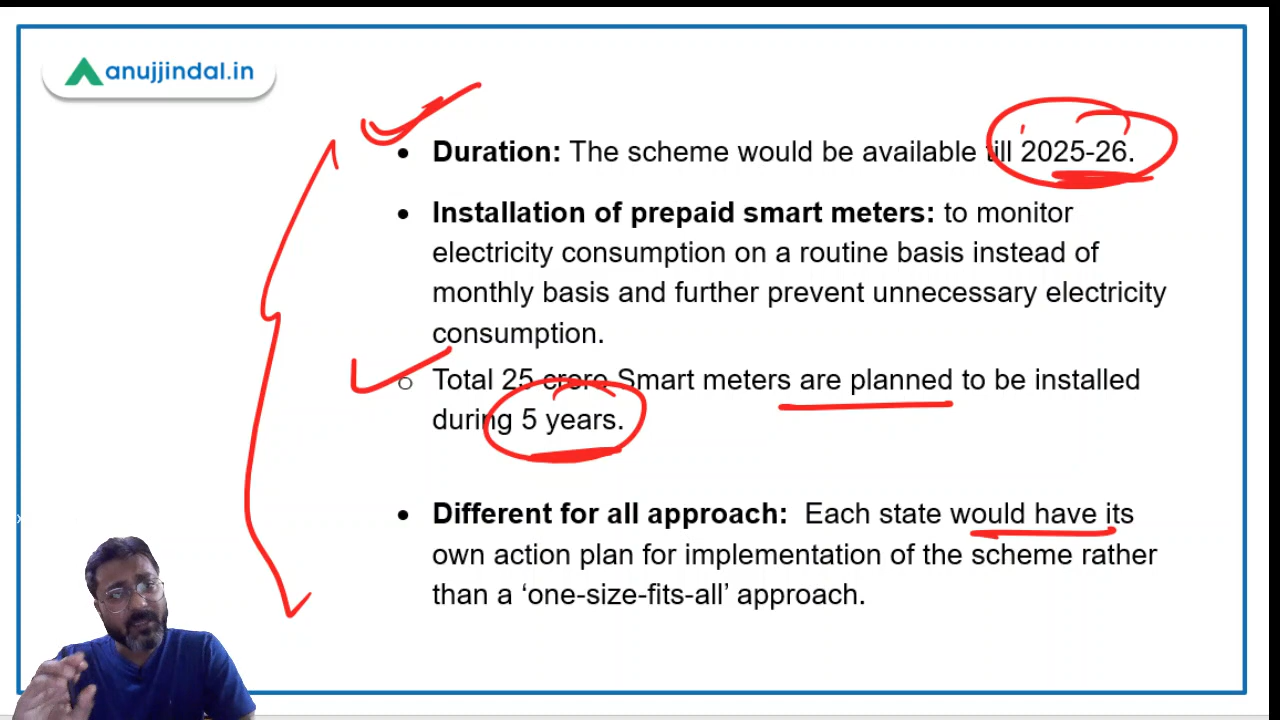 anujjindal.in
• Duration: The scheme would be available till 2025-26.
• Installation of prepaid smart meters: to monitor
electricity consumption on a routine basis instead of
monthly basis and further prevent unnecessary electricity
consumption.
○ Total 25 crore Smart meters are planned to be installed
during 5 years.
• Different for all approach: Each state would have its
own action plan for implementation of the scheme rather
than a ‘one-size-fits-all’ approach.